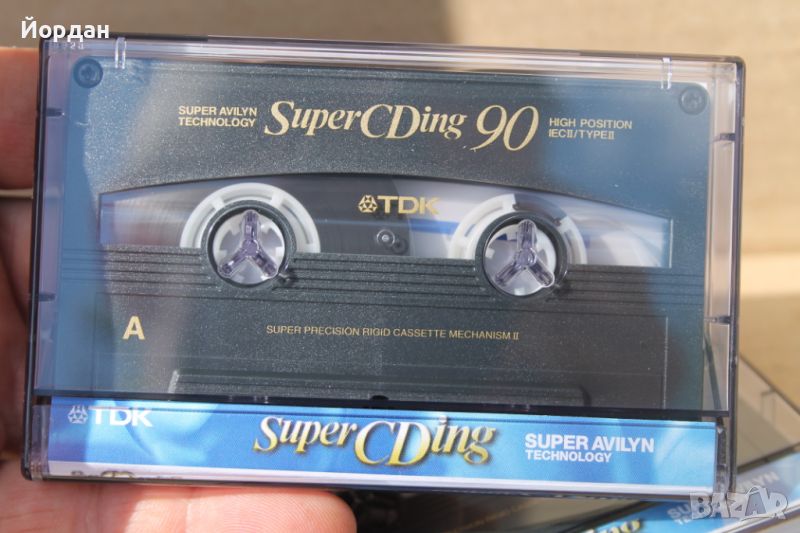 Йордан
SUPER AVILYN
TECHNOLOGY
SuperCDing 90
HIGH POSITION
IECII/TYPEII
TDK
A
SUPER PRECISION RIGID CASSETTE MECHANISM II
TDK
SuperCDing
SUPER AVILYN
TECHNOLOGY
BAZAR